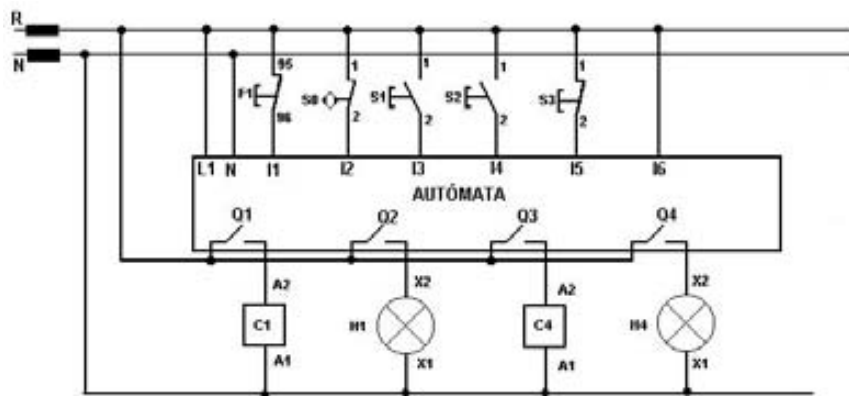 R
N
95 1 1 1 1
F1 S0 S1 S2 S3
96 2 2 2 2
L1 N I1 I2 I3 I4 I5 I6
AUTÓMATA
Q1 Q2 Q3 Q4
A2 X2 A2 X2
C1 H1 C4 H4
A1 X1 A1 X1